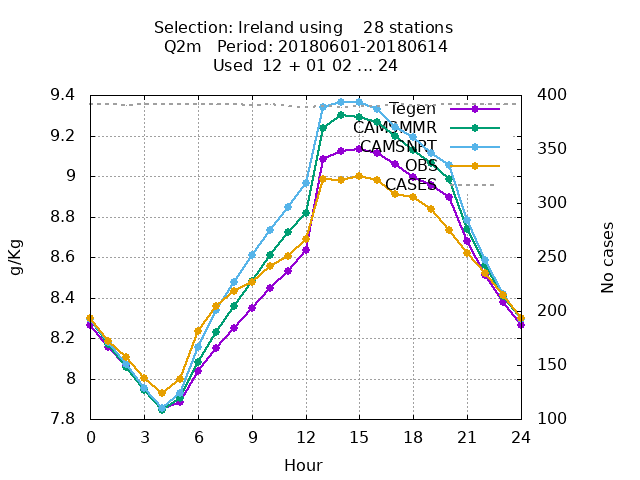 Selection: Ireland using 28 stations
Q2m Period: 20180601-20180614
Used 12 + 01 02 ... 24
9.4
9.2
9
8.8
8.6
8.4
8.2
8
7.8
g/Kg
400
350
300
250
200
150
100
No cases
Tegen
CAMSMMR
CAMSNRT
OBS
CASES
0 3 6 9 12 15 18 21 24
Hour